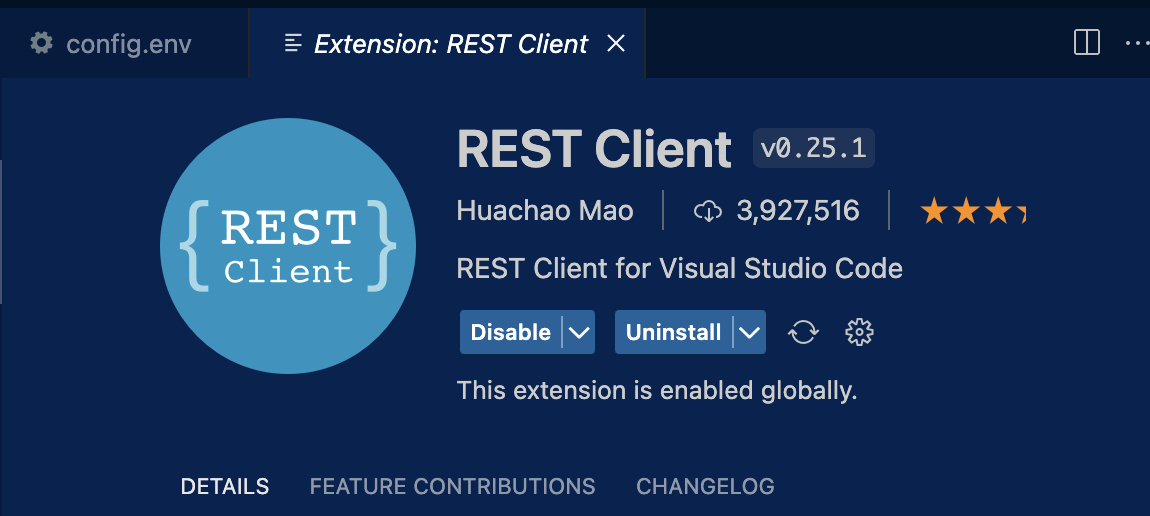 config.env
Extension: REST Client
{REST
Client}
REST Client v0.25.1
Huachao Mao 3,927,516
REST Client for Visual Studio Code
Disable Uninstall
This extension is enabled globally.
DETAILS FEATURE CONTRIBUTIONS CHANGELOG